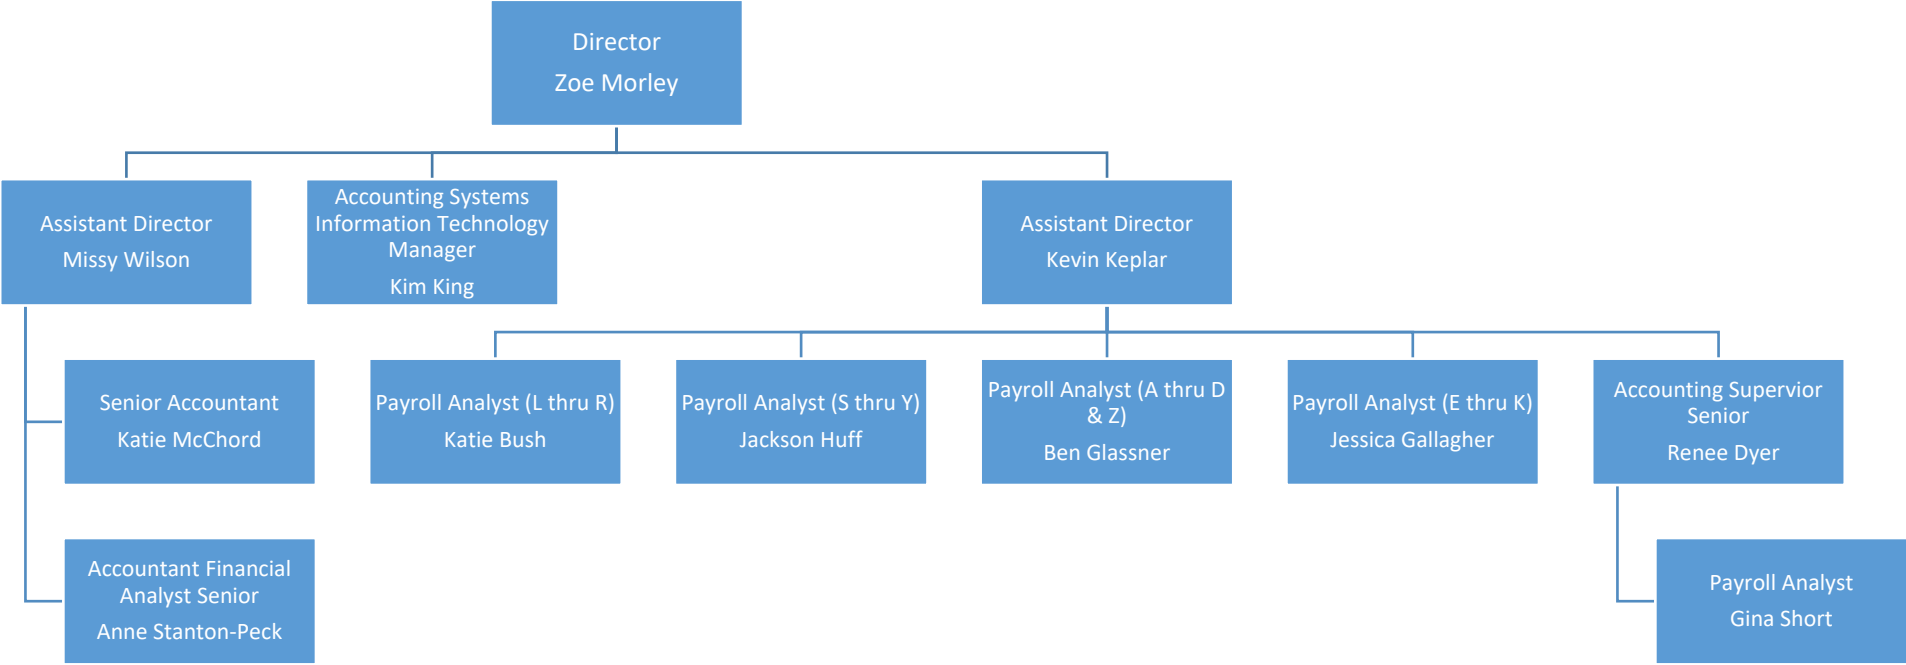 Director
Zoe Morley
Assistant Director
Missy Wilson
Accounting Systems
Information Technology
Manager
Kim King
Assistant Director
Kevin Keplar
Senior Accountant
Katie McChord
Payroll Analyst (L thru R)
Katie Bush
Payroll Analyst (S thru Y)
Jackson Huff
Payroll Analyst (A thru D
& Z)
Ben Glassner
Payroll Analyst (E thru K)
Jessica Gallagher
Accounting Supervior
Senior
Renee Dyer
Accountant Financial
Analyst Senior
Anne Stanton-Peck
Payroll Analyst
Gina Short